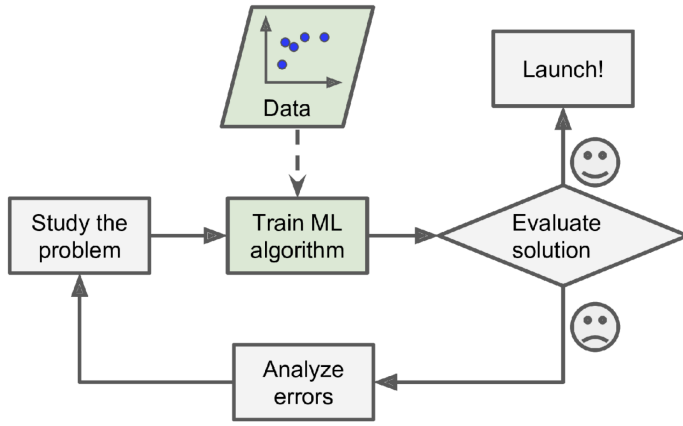 Data
Launch!
Study the
problem
Train ML
algorithm
Evaluate
solution
Analyze
errors